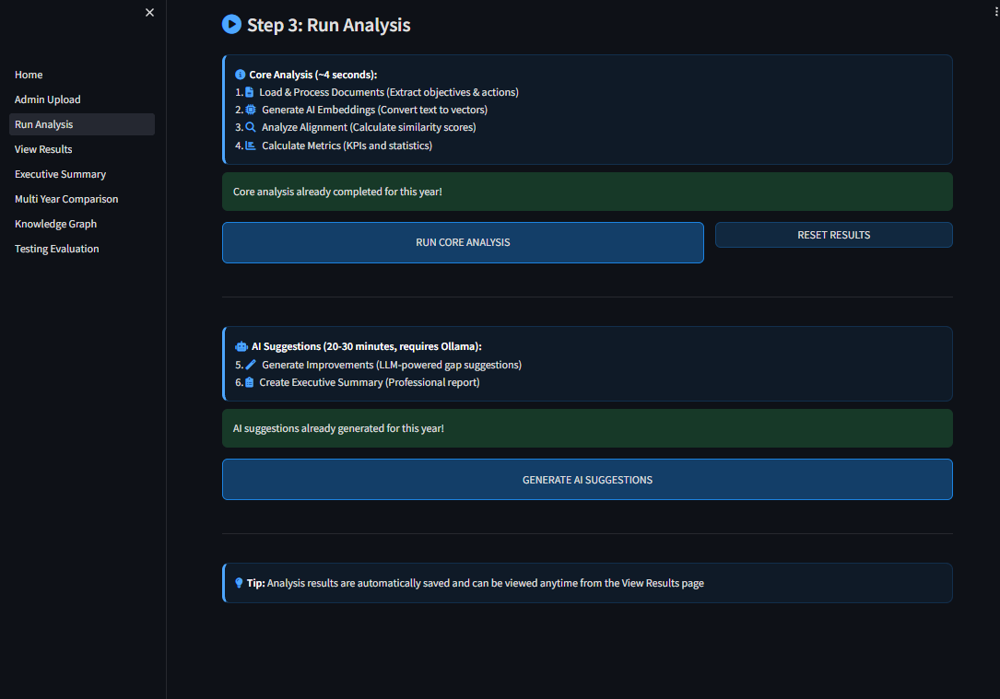 Step 3: Run Analysis
Home
Admin Upload
Run Analysis
View Results
Executive Summary
Multi Year Comparison
Knowledge Graph
Testing Evaluation
Core Analysis (~4 seconds):
1. Load & Process Documents (Extract objectives & actions)
2. Generate AI Embeddings (Convert text to vectors)
3. Analyze Alignment (Calculate similarity scores)
4. Calculate Metrics (KPIs and statistics)
Core analysis already completed for this year!
RUN CORE ANALYSIS
RESET RESULTS
AI Suggestions (20-30 minutes, requires Ollama):
5. Generate Improvements (LLM-powered gap suggestions)
6. Create Executive Summary (Professional report)
AI suggestions already generated for this year!
GENERATE AI SUGGESTIONS
Tip: Analysis results are automatically saved and can be viewed anytime from the View Results page